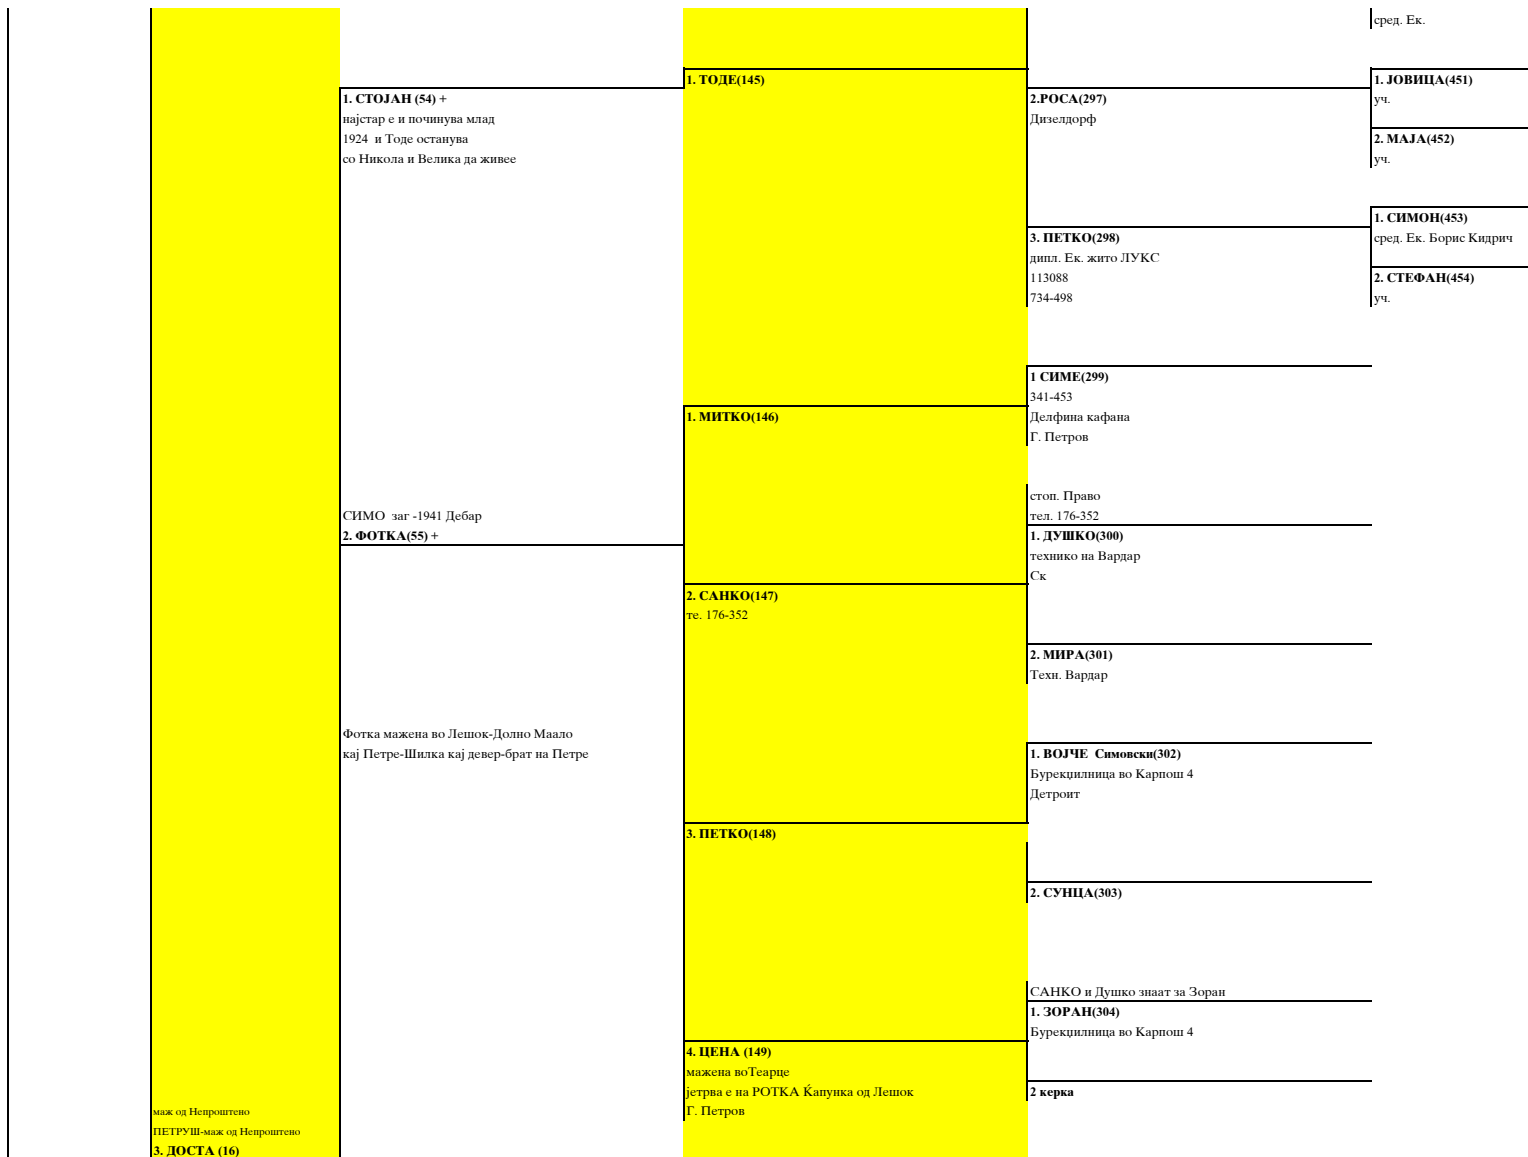 сред. Ек.
1. ТОДЕ(145)
1. ЈОВИЦА(451)
уч.
2. МАЈА(452)
уч.
1. СТОЈАН (54) +
најстар е и починува млад
1924  и Тоде останува
со Никола и Велика да живее
2.РОСА(297)
Дизелдорф
1. СИМОН(453)
сред. Ек. Борис Кидрич
2. СТЕФАН(454)
уч.
3. ПЕТКО(298)
дипл. Ек. жито ЛУКС
113088
734-498
1 СИМЕ(299)
341-453
Делфина кафана
Г. Петров
1. МИТКО(146)
СИМО  заг -1941 Дебар
2. ФОТКА(55) +
стоп. Право
тел. 176-352
1. ДУШКО(300)
технико на Вардар
Ск
2. САНКО(147)
те. 176-352
2. МИРА(301)
Техн. Вардар
Фотка мажена во Лешок-Долно Маало
кај Петре-Шилка кај девер-брат на Петре
1. ВОЈЧЕ  Симовски(302)
Бурекџилница во Карпош 4
Детроит
3. ПЕТКО(148)
2. СУНЦА(303)
САНКО и Душко знаат за Зоран
1. ЗОРАН(304)
Бурекџилница во Карпош 4
4. ЦЕНА (149)
мажена воТеарце
јетрва е на РОТКА Ќапунка од Лешок
Г. Петров
2 керка
маж од Непроштено
ПЕТРУШ-маж од Непроштено
3. ДОСТА (16)